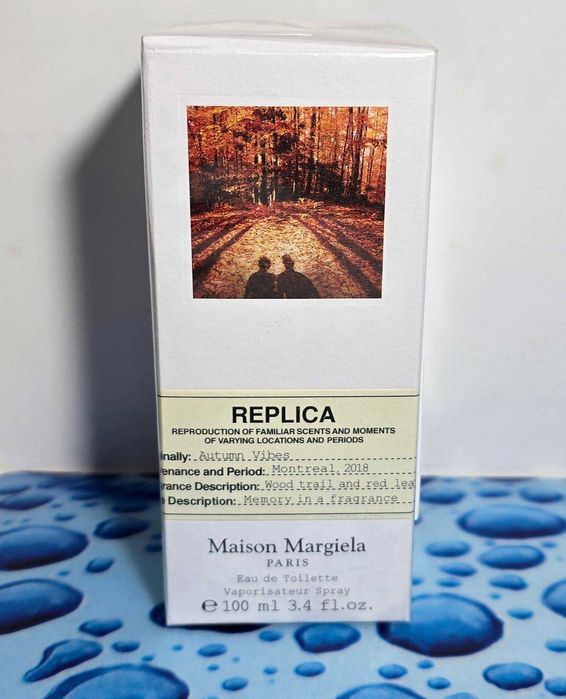 REPLICA
REPRODUCTION OF FAMILIAR SCENTS AND MOMENTS
OF VARYING LOCATIONS AND PERIODS
inally: Autumn Vibes
enance and Period: Montreal, 2018
rance Description: Wood trail and red lea
e Description: Memory in a fragrance
Maison Margiela
PARIS
Eau de Toilette
Vaporisateur Spray
℮ 100 ml 3.4 fl.oz.